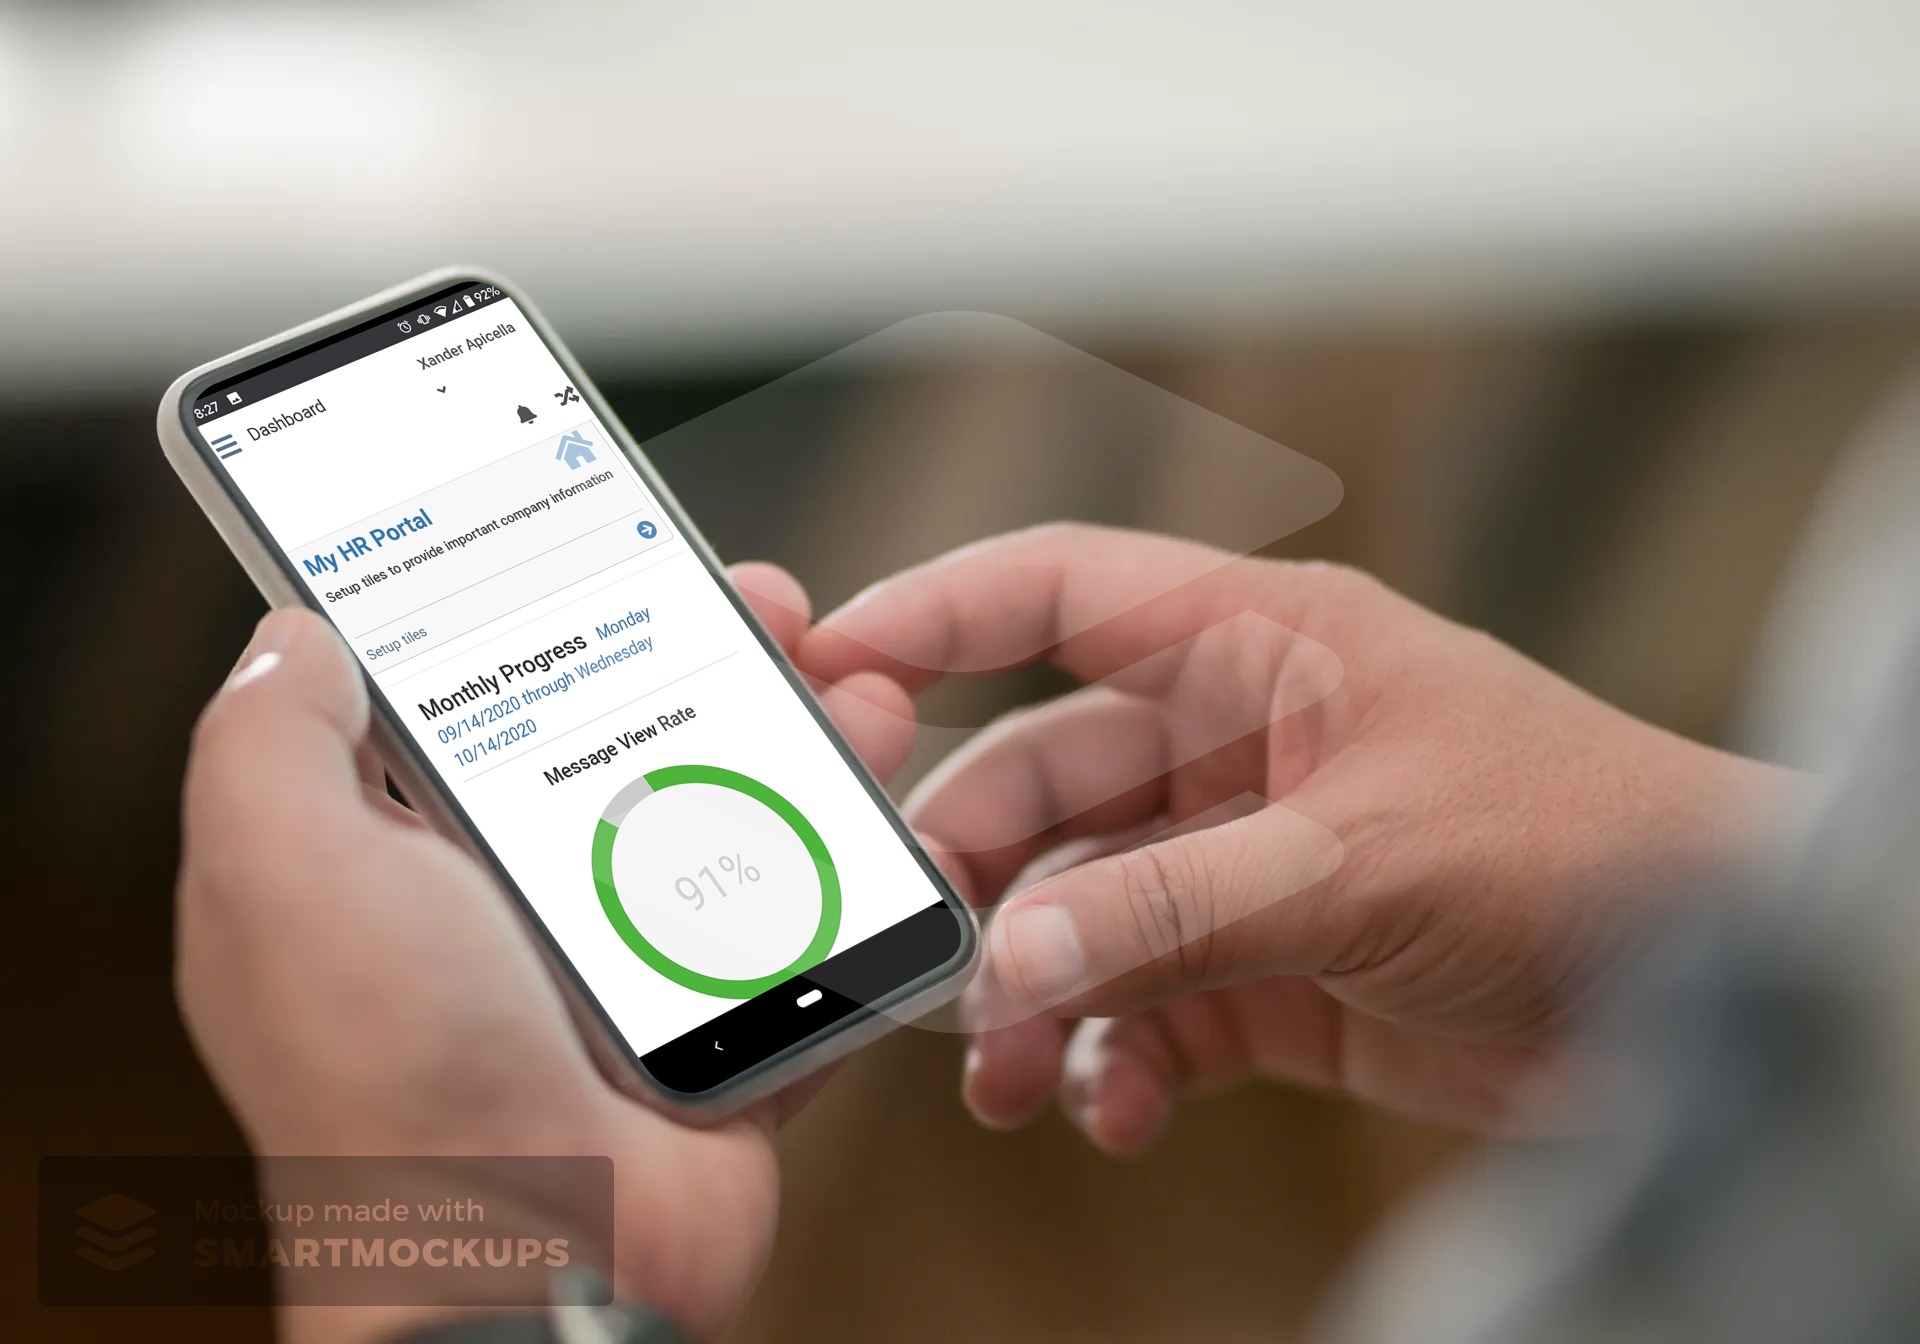 8:27 92%
Dashboard
Xander Apicella
My HR Portal
Setup tiles to provide important company information
Setup tiles
Monthly Progress Monday
09/14/2020 through Wednesday
10/14/2020
Message View Rate
91%
Mockup made with
SMARTMOCKUPS